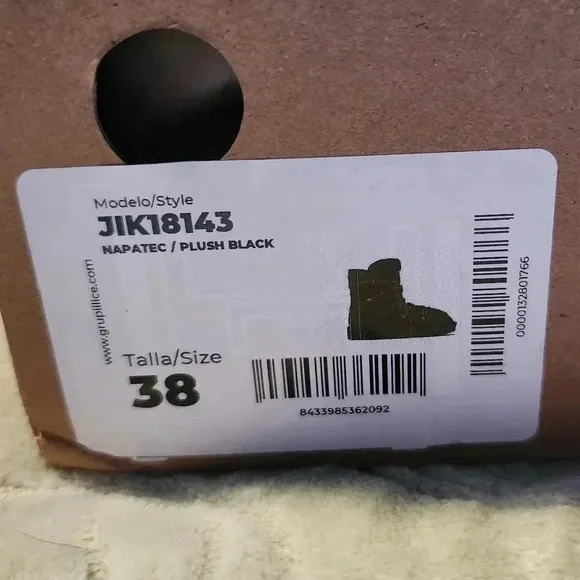 Modelo/Style
JIK18143
NAPATEC / PLUSH BLACK
www.grupillice.com
Talla/Size
38
8433985362092
0000132801766